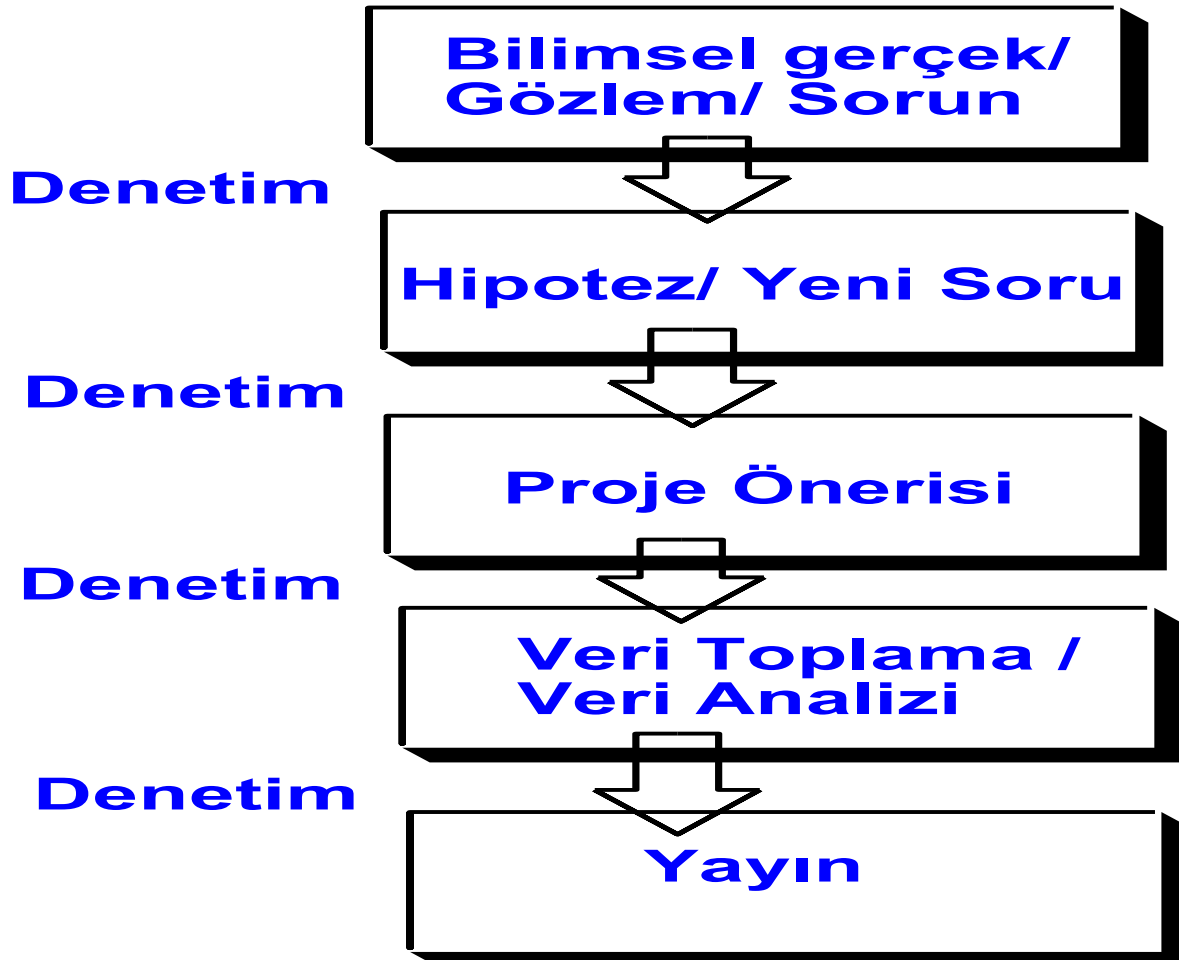 Bilimsel gerçek/
Gözlem/ Sorun
Denetim
Hipotez/ Yeni Soru
Denetim
Proje Önerisi
Denetim
Veri Toplama /
Veri Analizi
Denetim
Yayın